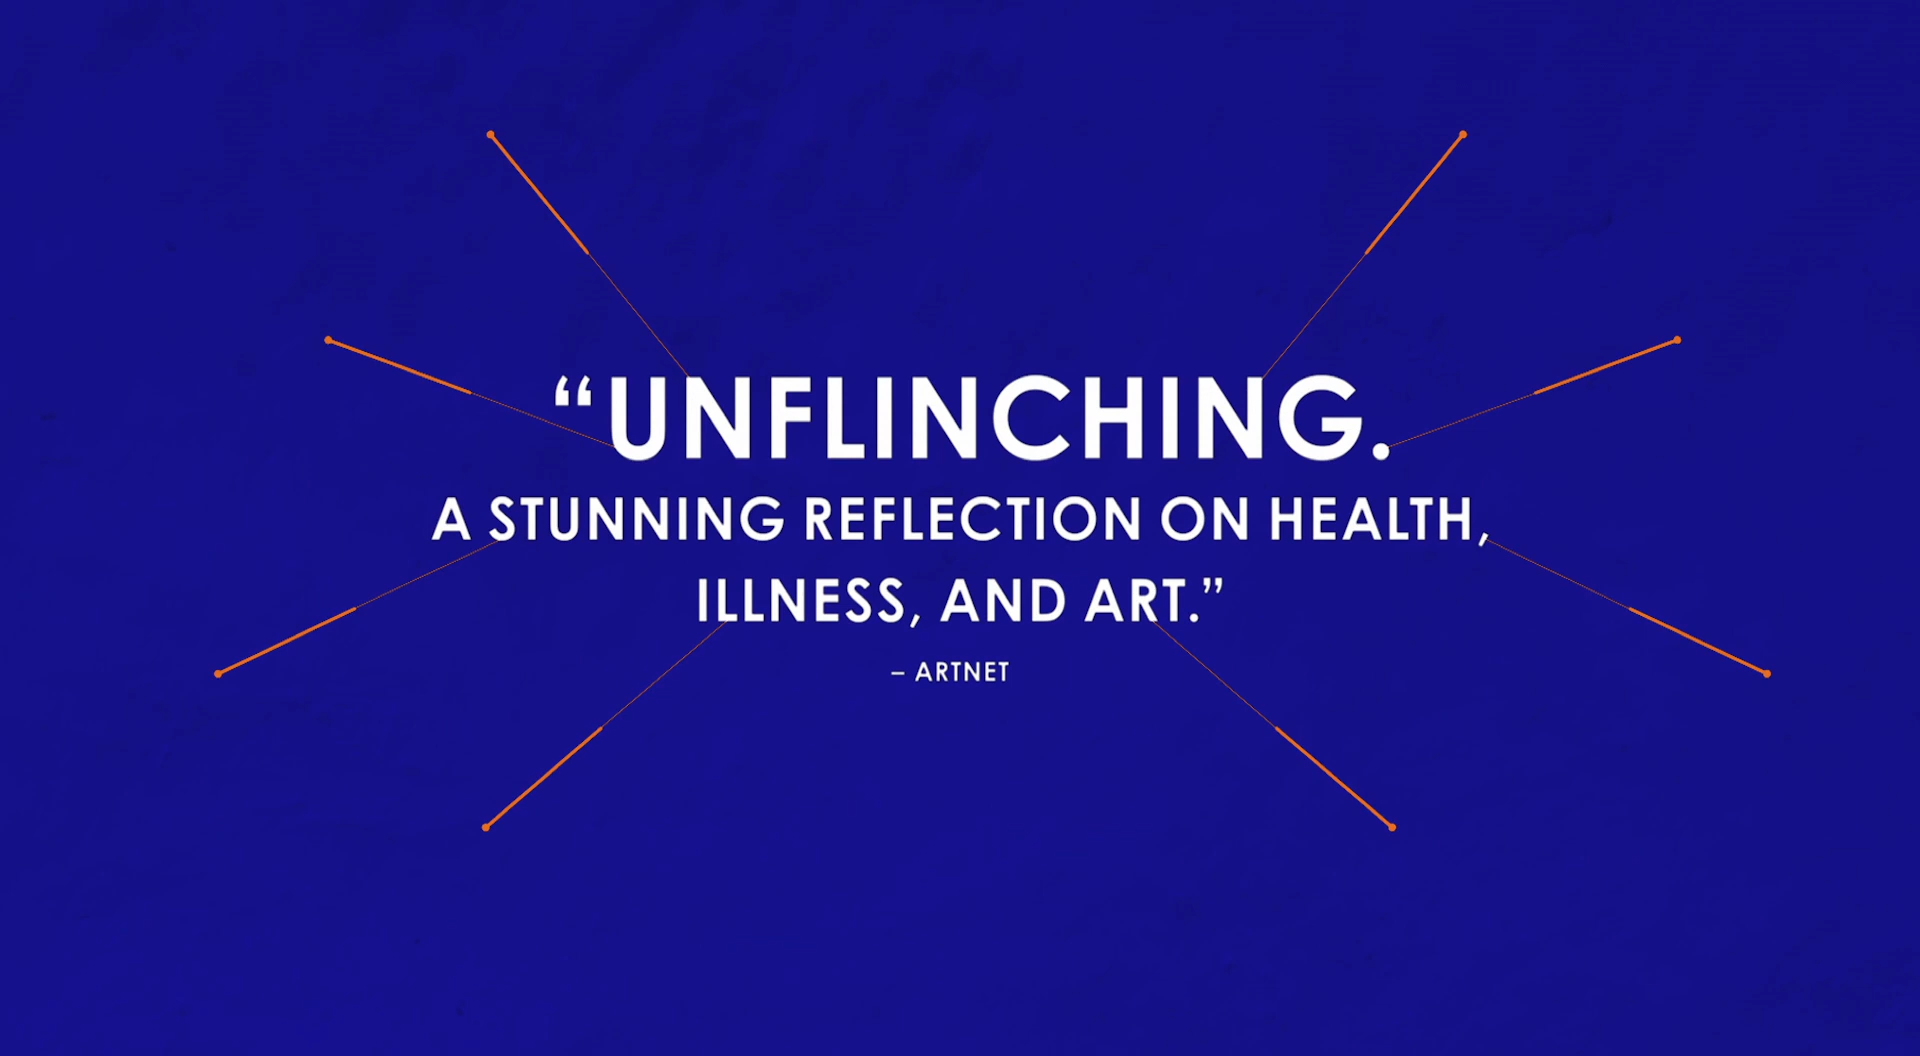 “UNFLINCHING.
A STUNNING REFLECTION ON HEALTH,
ILLNESS, AND ART.”
– ARTNET